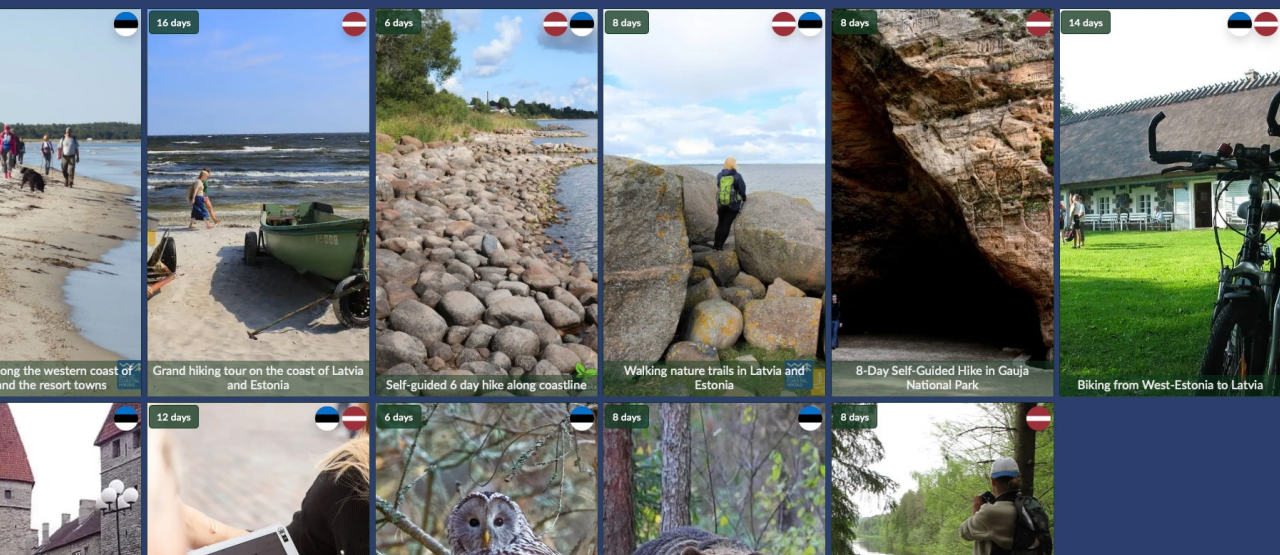 16 days
6 days
8 days
8 days
14 days
ong the western coast of
nd the resort towns
Grand hiking tour on the coast of Latvia
and Estonia
Self-guided 6 day hike along coastline
Walking nature trails in Latvia and
Estonia
8-Day Self-Guided Hike in Gauja
National Park
Biking from West-Estonia to Latvia
12 days
6 days
8 days
8 days